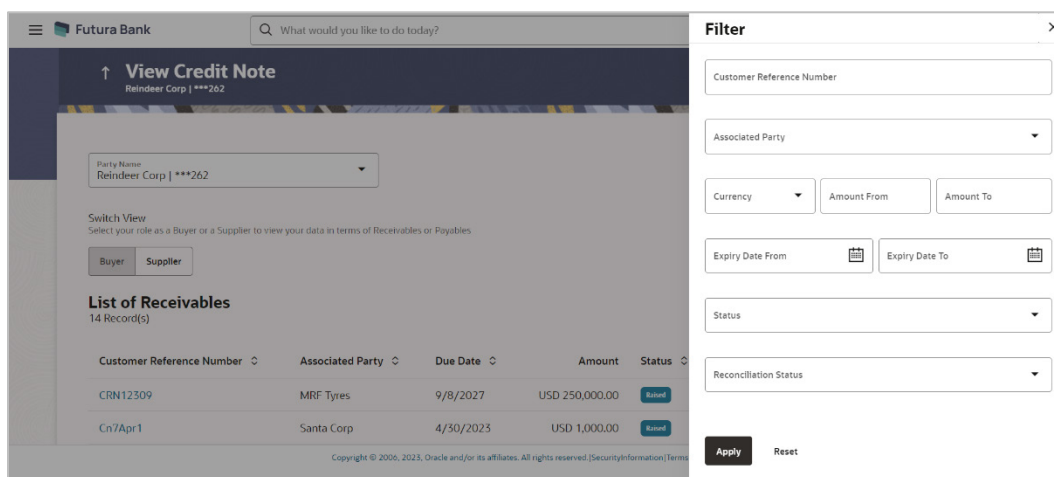 Futura Bank
What would you like to do today?
View Credit Note
Reindeer Corp | ***262
Party Name
Reindeer Corp | ***262
Switch View
Select your role as a Buyer or a Supplier to view your data in terms of Receivables or Payables
Buyer Supplier
List of Receivables
14 Record(s)
Customer Reference Number Associated Party Due Date Amount Status
CRN12309 MRF Tyres 9/8/2027 USD 250,000.00 Raised
Cn7Apr1 Santa Corp 4/30/2023 USD 1,000.00 Raised
Copyright © 2006, 2023, Oracle and/or its affiliates. All rights reserved.|SecurityInformation|Terms
Filter
Customer Reference Number
Associated Party
Currency Amount From Amount To
Expiry Date From Expiry Date To
Status
Reconciliation Status
Apply Reset